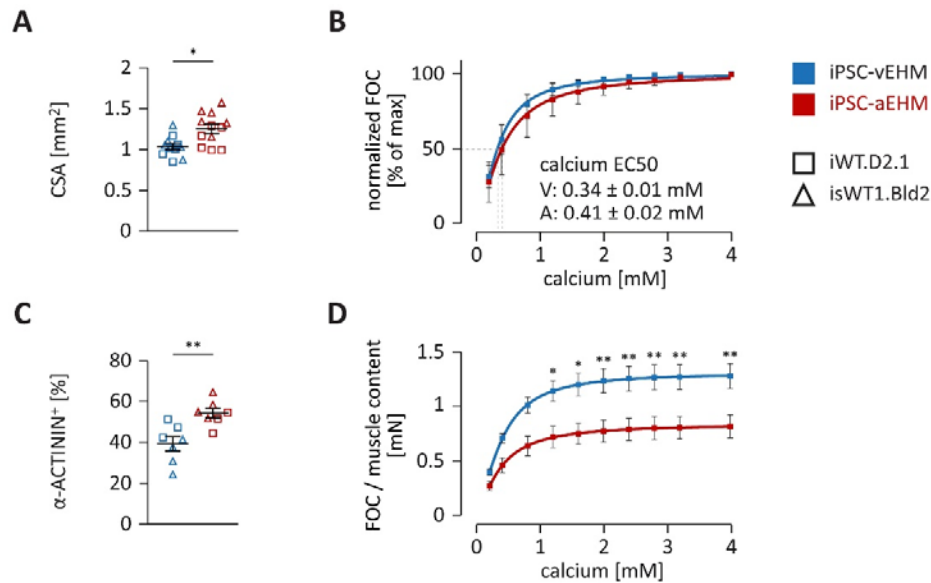 A
CSA [mm²]
2
1.5
1
0.5
0
*
B
normalized FOC
[% of max]
100
50
0
calcium EC50
V: 0.34 ± 0.01 mM
A: 0.41 ± 0.02 mM
0 1 2 3 4
calcium [mM]
iPSC-vEHM
iPSC-aEHM
iWT.D2.1
isWT1.Bld2
C
α-ACTININ⁺ [%]
80
60
40
20
0
**
D
FOC / muscle content
[mN]
1.5
1
0.5
0
* * ** ** ** ** **
0 1 2 3 4
calcium [mM]